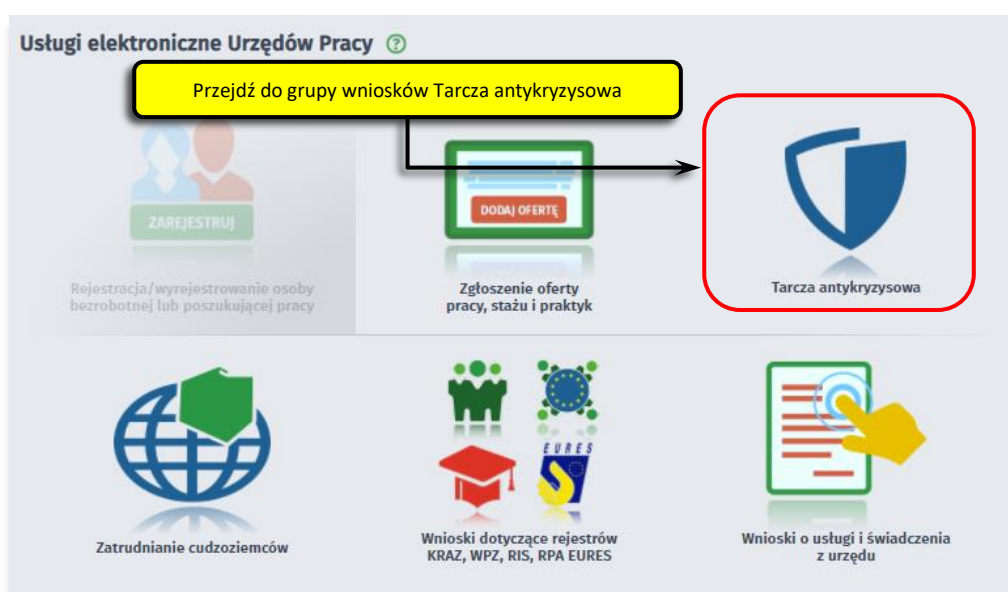 Usługi elektroniczne Urzędów Pracy ?
Przejdź do grupy wniosków Tarcza antykryzysowa
ZAREJESTRUJ
Rejestracja/wyrejestrowanie osoby
bezrobotnej lub poszukującej pracy
DODAJ OFERTĘ
Zgłoszenie oferty
pracy, stażu i praktyk
Tarcza antykryzysowa
Zatrudnianie cudzoziemców
EURES
Wnioski dotyczące rejestrów
KRAZ, WPZ, RIS, RPA EURES
Wnioski o usługi i świadczenia
z urzędu